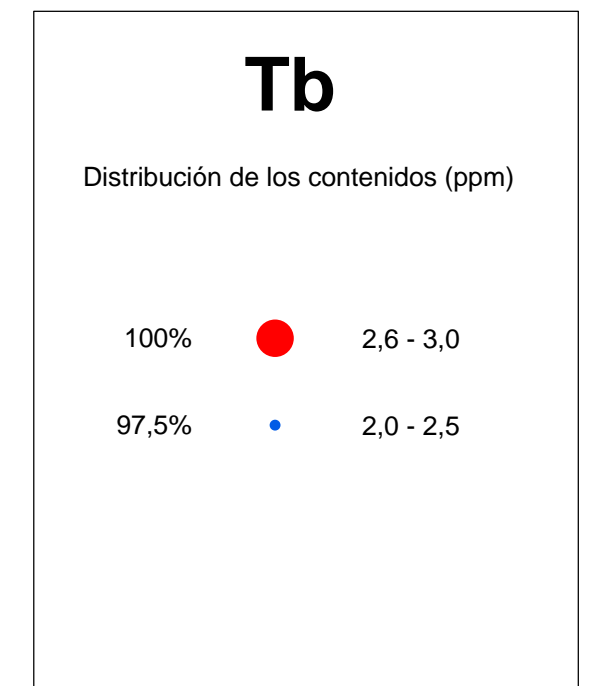 Tb
Distribución de los contenidos (ppm)
100% 2,6 - 3,0
97,5% 2,0 - 2,5